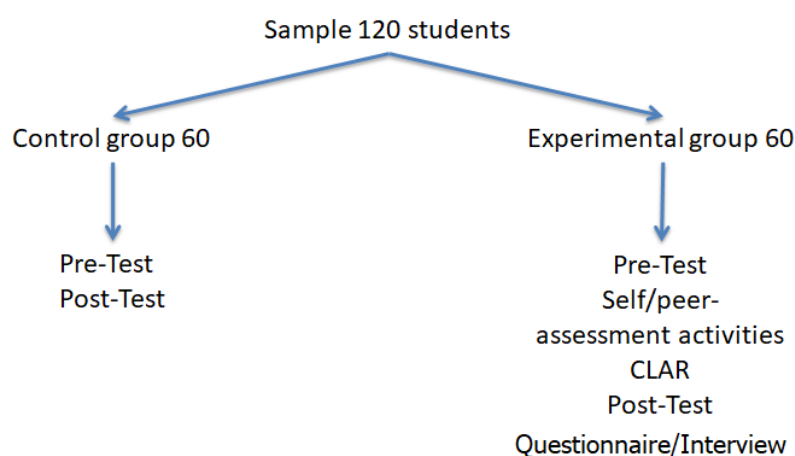 Sample 120 students
Control group 60
Experimental group 60
Pre-Test
Post-Test
Pre-Test
Self/peer-
assessment activities
CLAR
Post-Test
Questionnaire/Interview